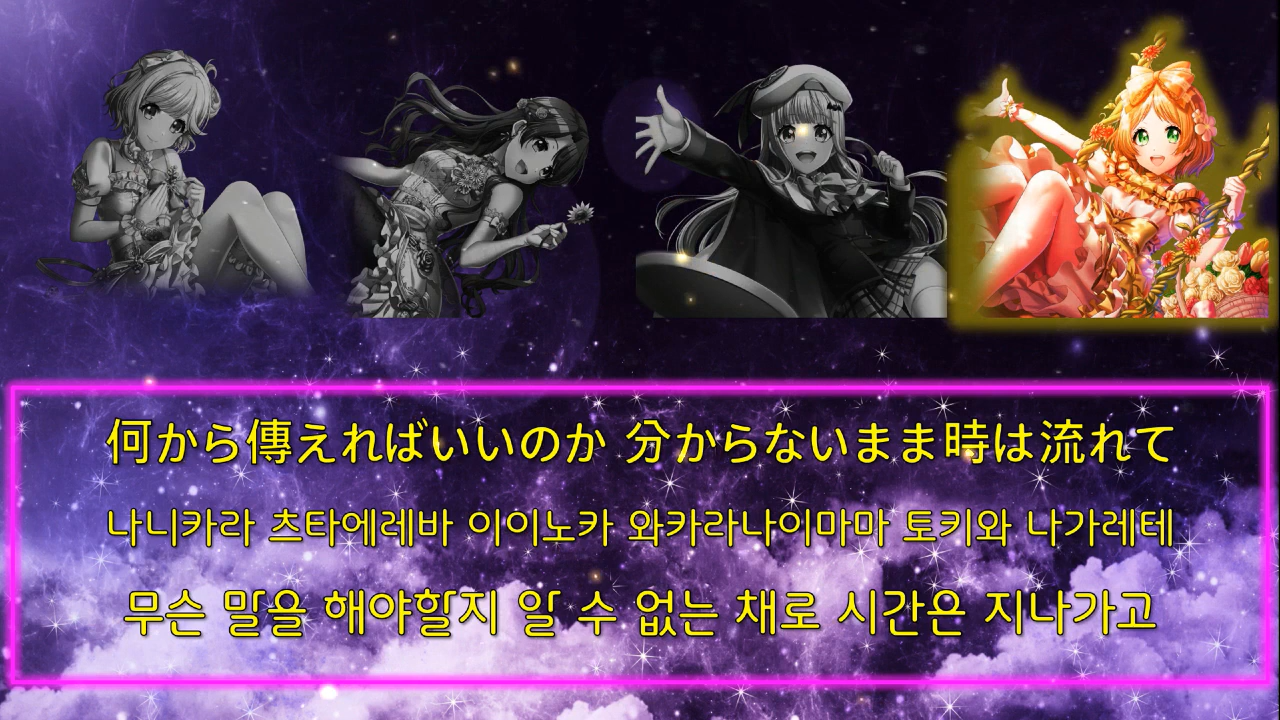 何から傳えればいいのか 分からないまま時は流れて
나니카라 츠타에레바 이이노카 와카라나이마마 토키와 나가레테
무슨 말을 해야할지 알 수 없는 채로 시간은 지나가고